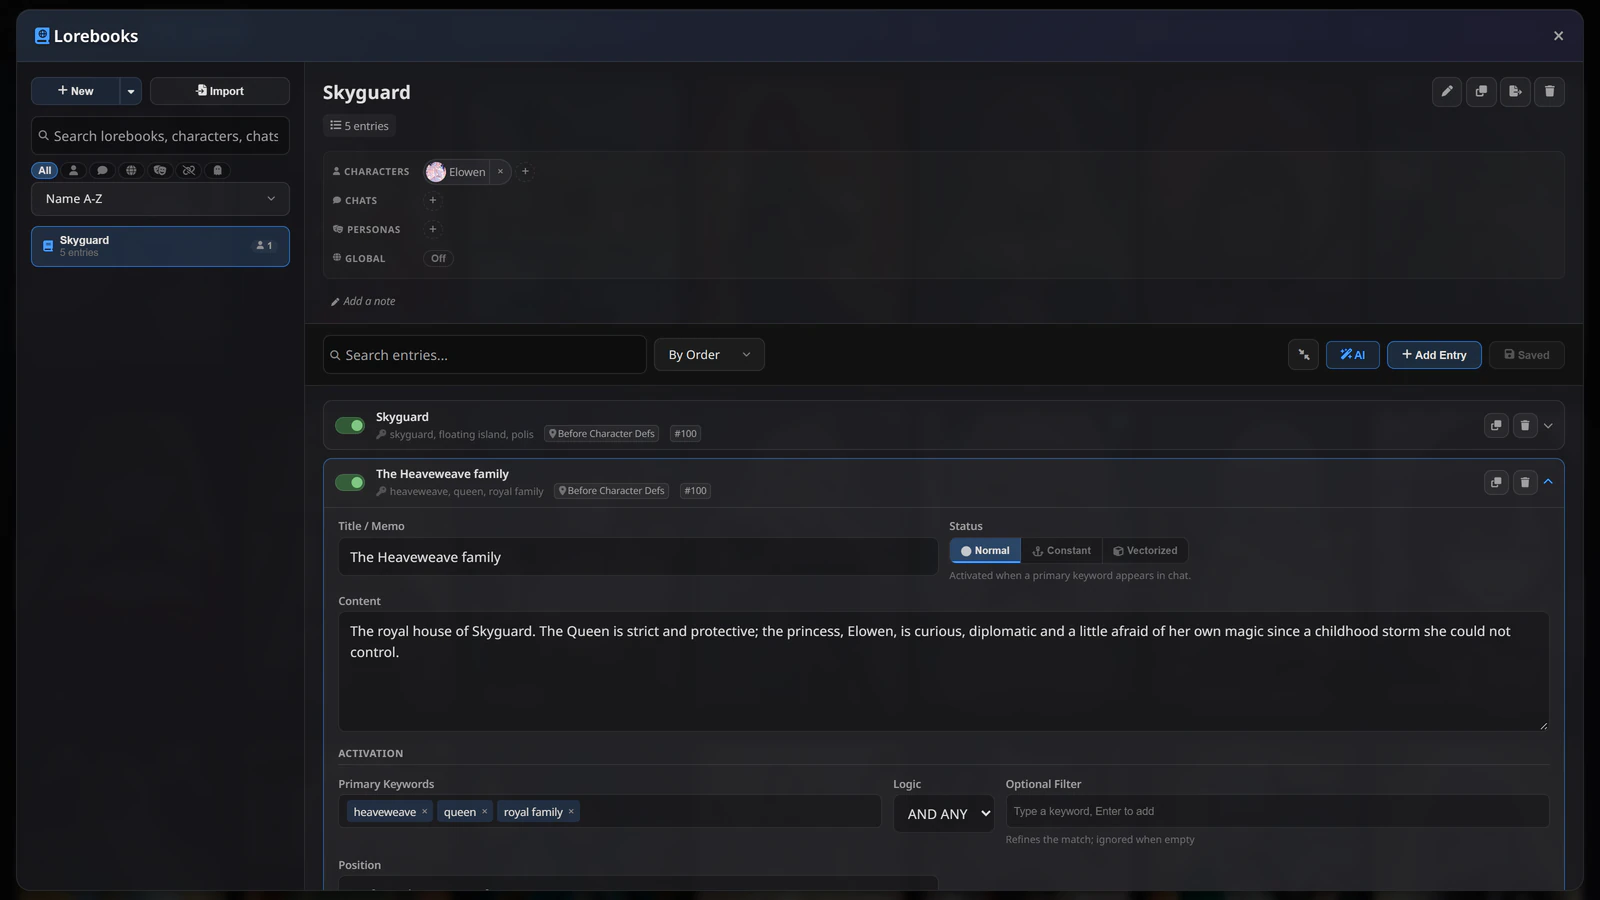 Lorebooks
New
Import
Search lorebooks, characters, chats
All
Name A-Z
Skyguard
5 entries
1
Skyguard
5 entries
CHARACTERS
Elowen
CHATS
PERSONAS
GLOBAL
Off
Add a note
Search entries...
By Order
AI
Add Entry
Saved
Skyguard
skyguard, floating island, polis
Before Character Defs
#100
The Heaveweave family
heaveweave, queen, royal family
Before Character Defs
#100
Title / Memo
The Heaveweave family
Status
Normal
Constant
Vectorized
Activated when a primary keyword appears in chat.
Content
The royal house of Skyguard. The Queen is strict and protective; the princess, Elowen, is curious, diplomatic and a little afraid of her own magic since a childhood storm she could not
control.
ACTIVATION
Primary Keywords
heaveweave
queen
royal family
Logic
AND ANY
Optional Filter
Type a keyword, Enter to add
Refines the match; ignored when empty
Position